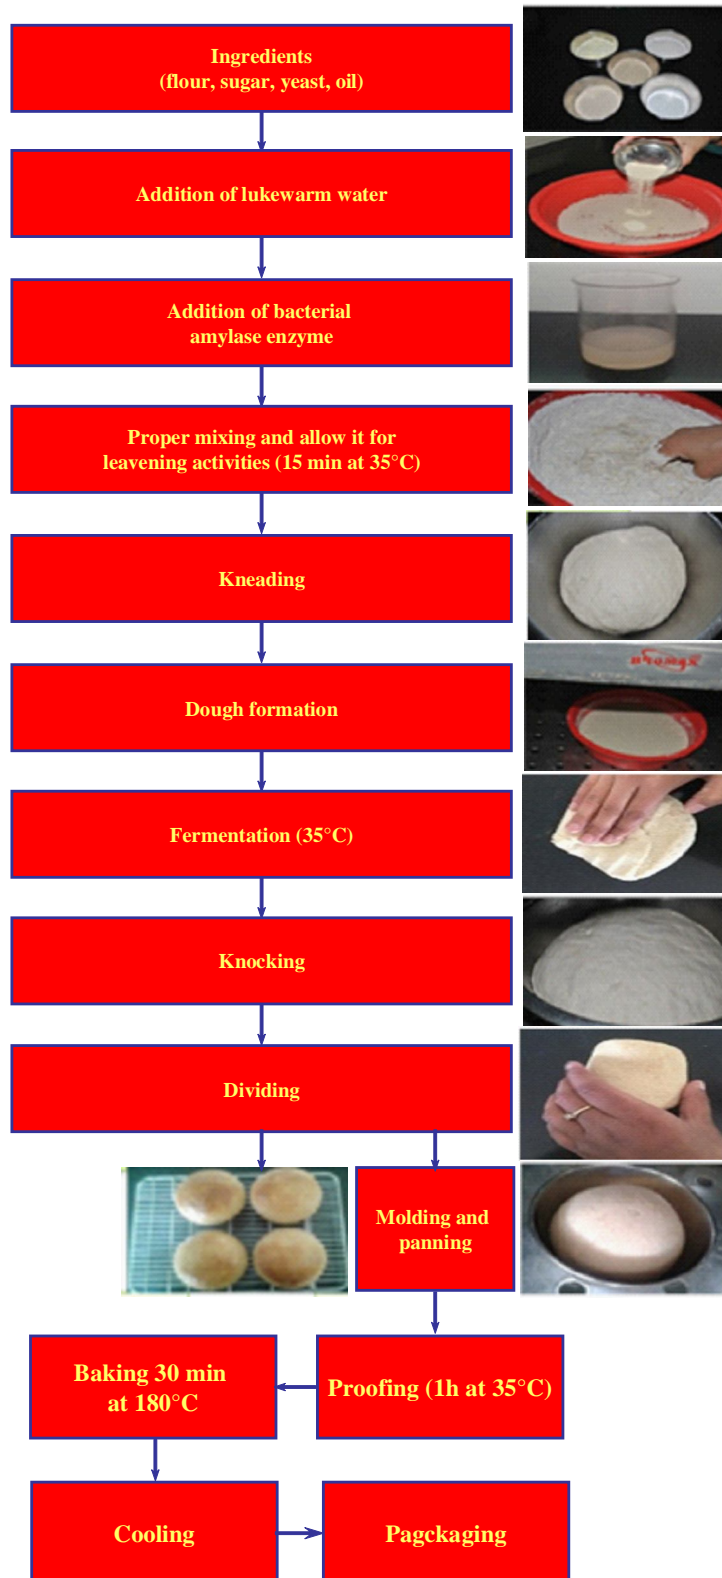 Ingredients
(flour, sugar, yeast, oil)
Addition of lukewarm water
Addition of bacterial
amylase enzyme
Proper mixing and allow it for
leavening activities (15 min at 35°C)
Kneading
Dough formation
Fermentation (35°C)
Knocking
Dividing
Molding and
panning
Proofing (1h at 35°C)
Baking 30 min
at 180°C
Cooling
Pagckaging